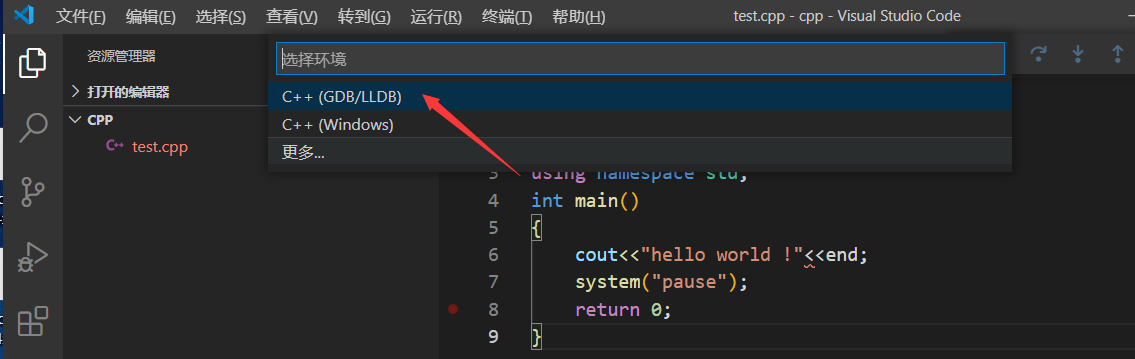 文件(F) 编辑(E) 选择(S) 查看(V) 转到(G) 运行(R) 终端(T) 帮助(H) test.cpp - cpp - Visual Studio Code
资源管理器
打开的编辑器
CPP
C++ test.cpp
选择环境
C++ (GDB/LLDB)
C++ (Windows)
更多...
3 using namespace std;
4 int main()
5 {
6 cout<<"hello world !"<<end;
7 system("pause");
8 return 0;
9 }